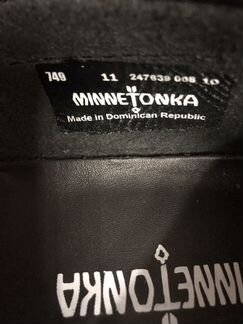 749 11 247639 008 10
MINNETONKA
Made in Dominican Republic
MINNETONKA